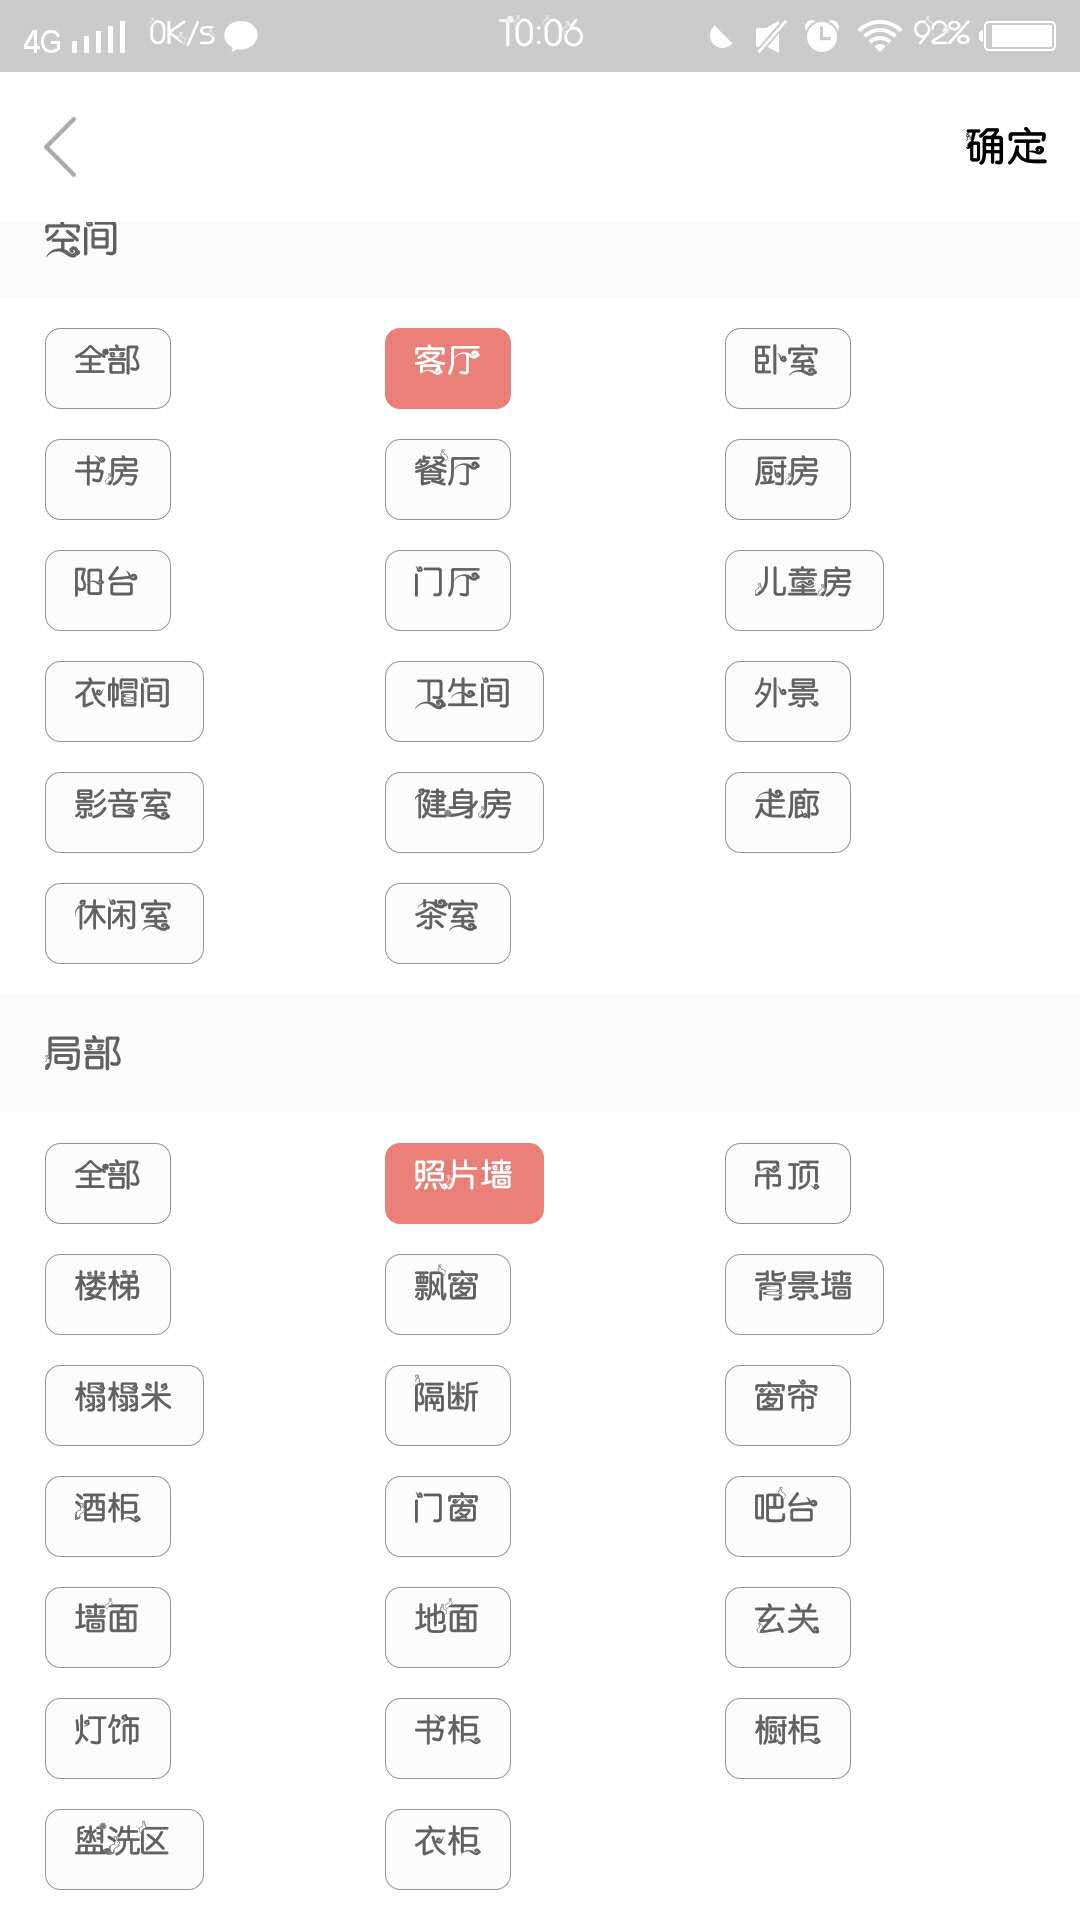 4G 0K/s 10:06 92%
确定
空间
全部 客厅 卧室
书房 餐厅 厨房
阳台 门厅 儿童房
衣帽间 卫生间 外景
影音室 健身房 走廊
休闲室 茶室
局部
全部 照片墙 吊顶
楼梯 飘窗 背景墙
榻榻米 隔断 窗帘
酒柜 门窗 吧台
墙面 地面 玄关
灯饰 书柜 橱柜
盥洗区 衣柜